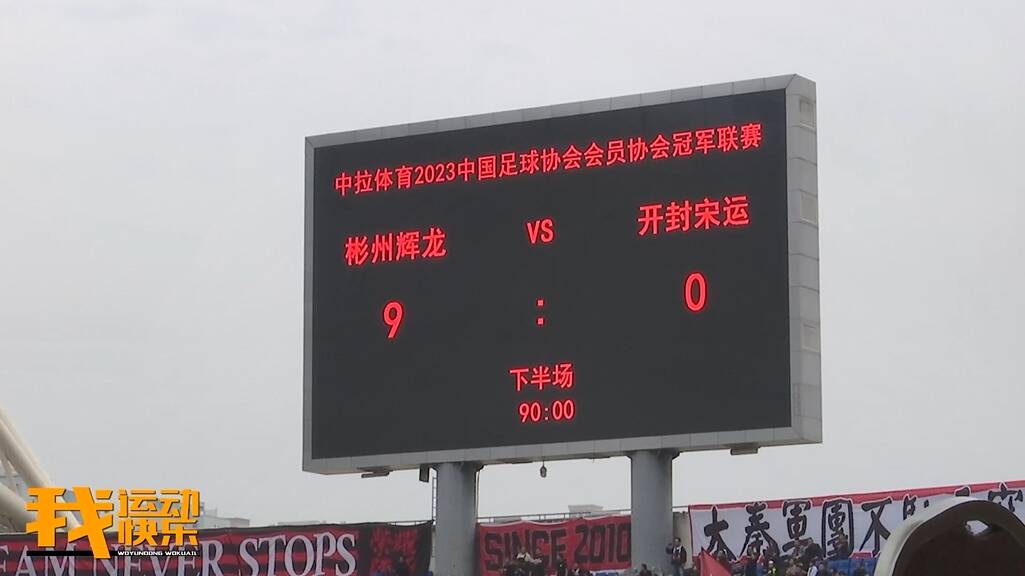 中拉体育2023中国足球协会会员协会冠军联赛
彬州辉龙
VS
开封宋运
9
:
0
下半场
90:00
我运动快乐
WOYUNDONG WOKUAILE
EAM NEVER STOPS
SINCE 2010
大秦軍團不